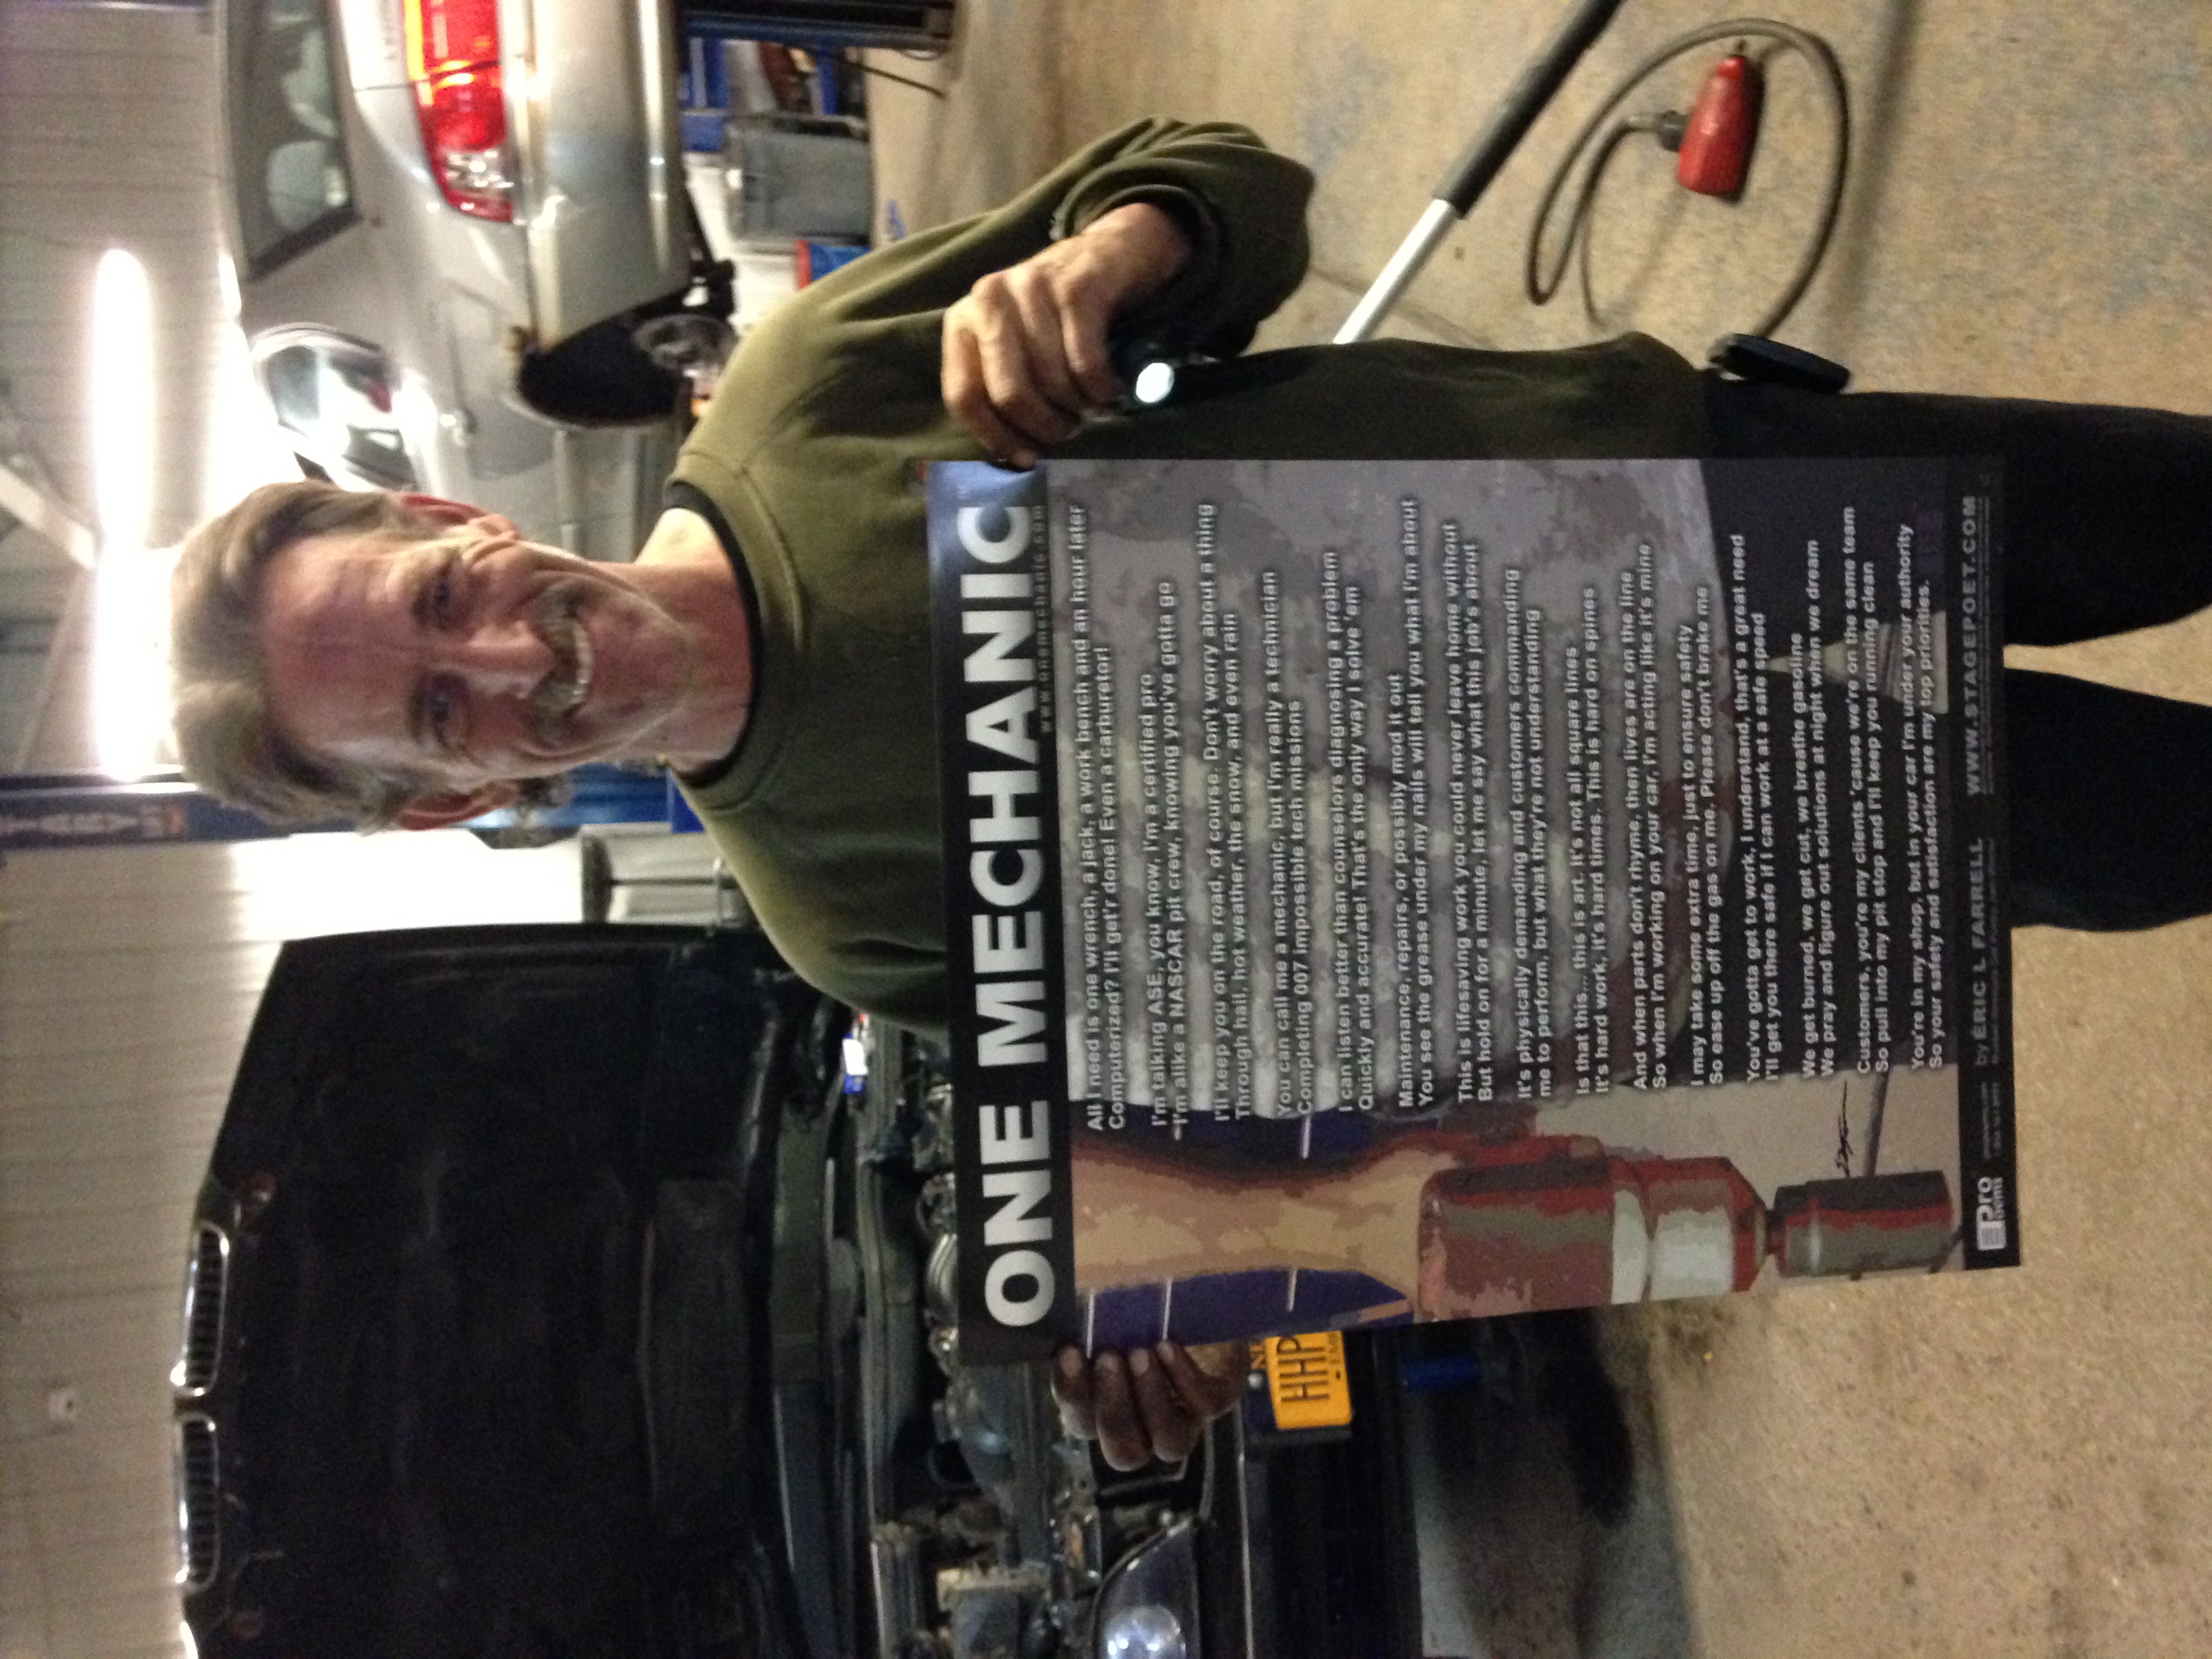 ONE MECHANIC
www.onemechanic.com
All I need is one wrench, a jack, a work bench and an hour later
Computerized? I'll get'r done! Even a carburetor!
I'm talking ASE, you know, I'm a certified pro
I'm alike a NASCAR pit crew, knowing you've gotta go
I'll keep you on the road, of course. Don't worry about a thing
Through hail, hot weather, the snow, and even rain
You can call me a mechanic, but I'm really a technician
Completing 007 impossible tech missions
I can listen better than counselors diagnosing a problem
Quickly and accurate! That's the only way I solve 'em
Maintenance, repairs, or possibly mod it out
You see the grease under my nails will tell you what I'm about
This is lifesaving work you could never leave home without
But hold on for a minute, let me say what this job's about
It's physically demanding and customers commanding
me to perform, but what they're not understanding
Is that this...this is art. It's not all square lines
It's hard work, it's hard times. This is hard on spines
And when parts don't rhyme, then lives are on the line
So when I'm working on your car, I'm acting like it's mine
I may take some extra time, just to ensure safety
So ease up off the gas on me. Please don't brake me
You've gotta get to work, I understand, that's a great need
I'll get you there safe if I can work at a safe speed
We get burned, we get cut, we breathe gasoline
We pray and figure out solutions at night when we dream
Customers, you're my clients 'cause we're on the same team
So pull into my pit stop and I'll keep you running clean
You're in my shop, but in your car I'm under your authority
So your safety and satisfaction are my top priorities.
Pro
Poems
by ERIC L FARRELL
WWW.STAGEPOET.COM
HHP